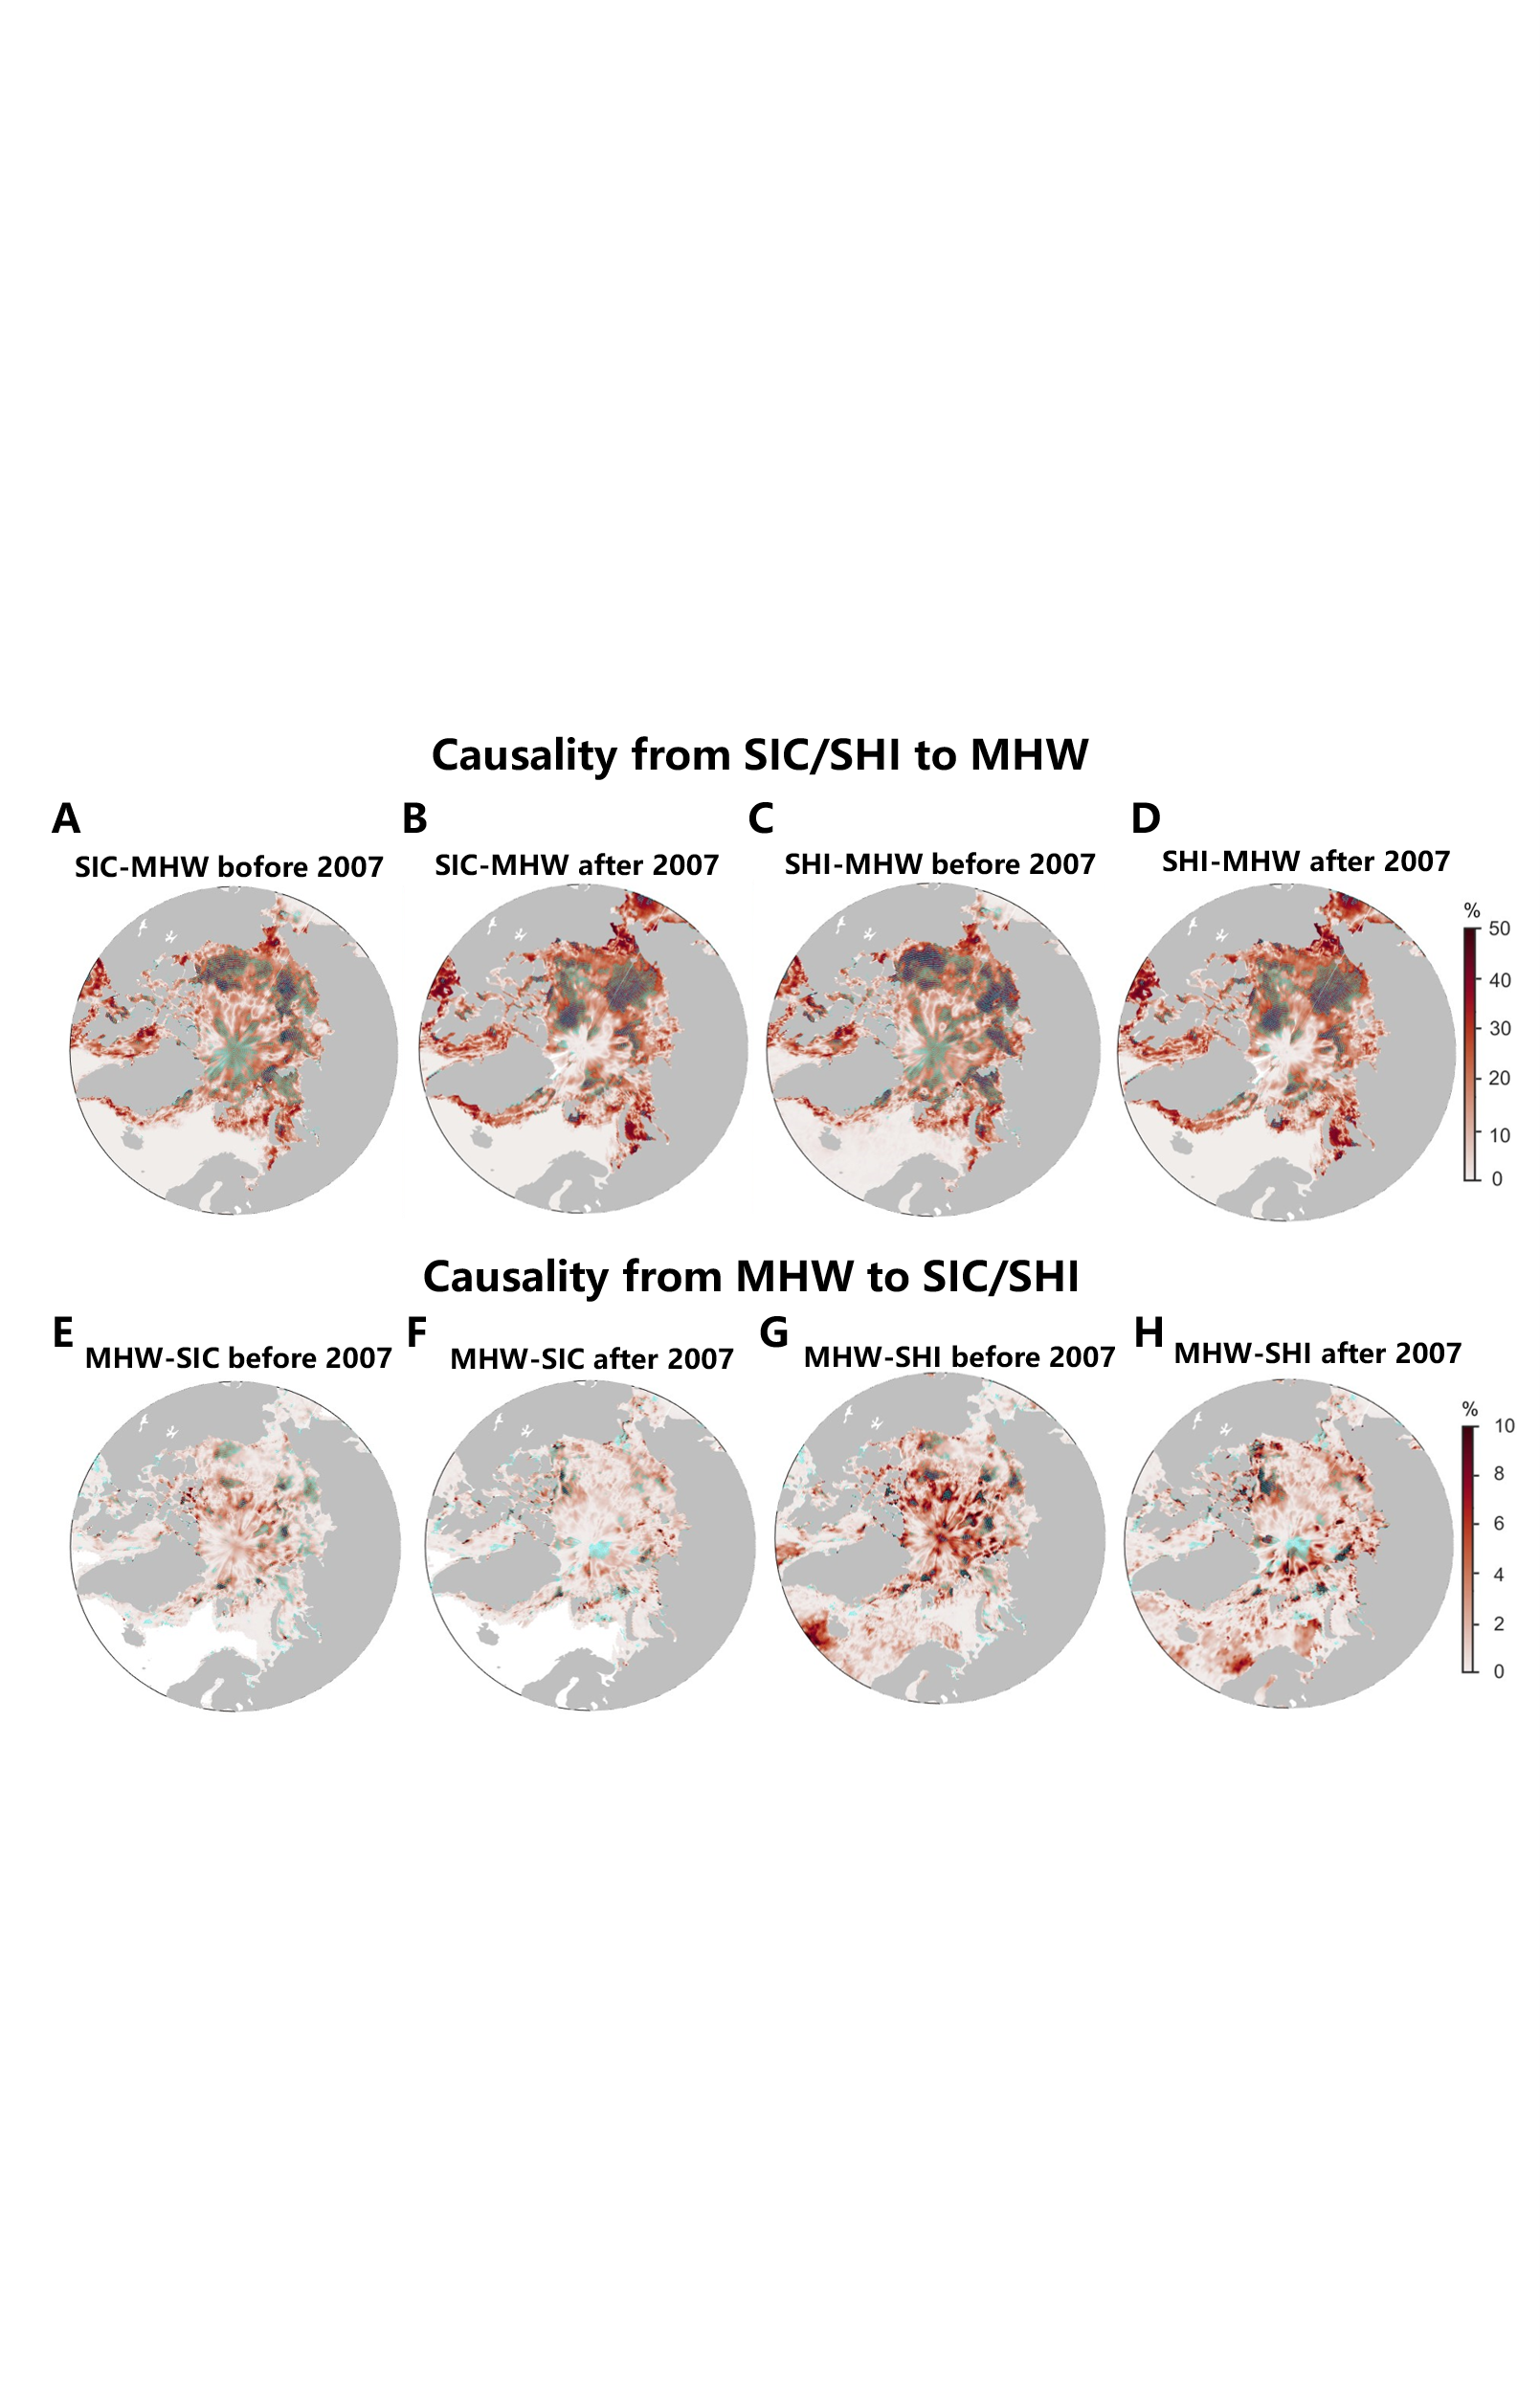 Causality from SIC/SHI to MHW
A
B
C
D
SIC-MHW bofore 2007
SIC-MHW after 2007
SHI-MHW before 2007
SHI-MHW after 2007
%
50
40
30
20
10
0
Causality from MHW to SIC/SHI
E
F
G
H
MHW-SIC before 2007
MHW-SIC after 2007
MHW-SHI before 2007
MHW-SHI after 2007
%
10
8
6
4
2
0